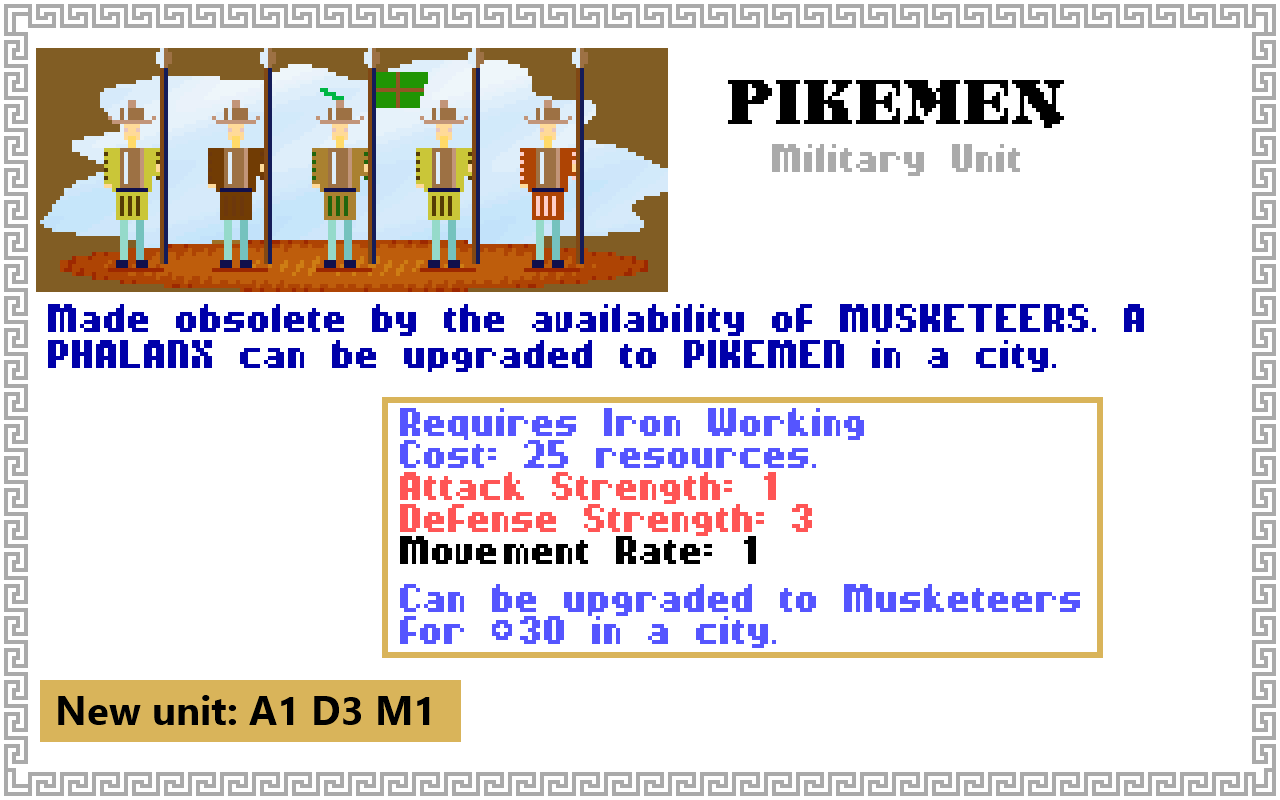 PIKEMEN
Military Unit
Made obsolete by the availability of MUSKETEERS. A
PHALANX can be upgraded to PIKEMEN in a city.
Requires Iron Working
Cost: 25 resources.
Attack Strength: 1
Defense Strength: 3
Movement Rate: 1
Can be upgraded to Musketeers
for ¤30 in a city.
New unit: A1 D3 M1